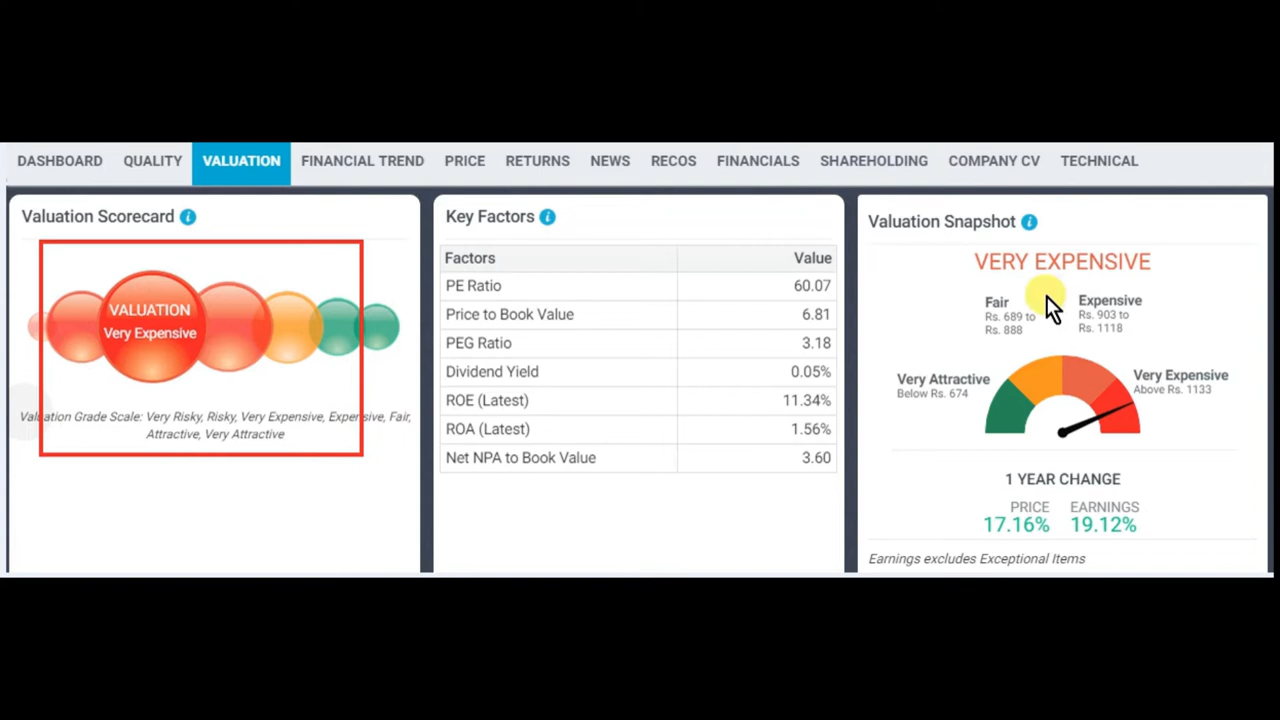 DASHBOARD QUALITY VALUATION FINANCIAL TREND PRICE RETURNS NEWS RECOS FINANCIALS SHAREHOLDING COMPANY CV TECHNICAL
Valuation Scorecard
VALUATION
Very Expensive
Valuation Grade Scale: Very Risky, Risky, Very Expensive, Expensive, Fair,
Attractive, Very Attractive
Key Factors
Factors Value
PE Ratio 60.07
Price to Book Value 6.81
PEG Ratio 3.18
Dividend Yield 0.05%
ROE (Latest) 11.34%
ROA (Latest) 1.56%
Net NPA to Book Value 3.60
Valuation Snapshot
VERY EXPENSIVE
Fair
Rs. 689 to
Rs. 888
Expensive
Rs. 903 to
Rs. 1118
Very Attractive
Below Rs. 674
Very Expensive
Above Rs. 1133
1 YEAR CHANGE
PRICE EARNINGS
17.16% 19.12%
Earnings excludes Exceptional Items